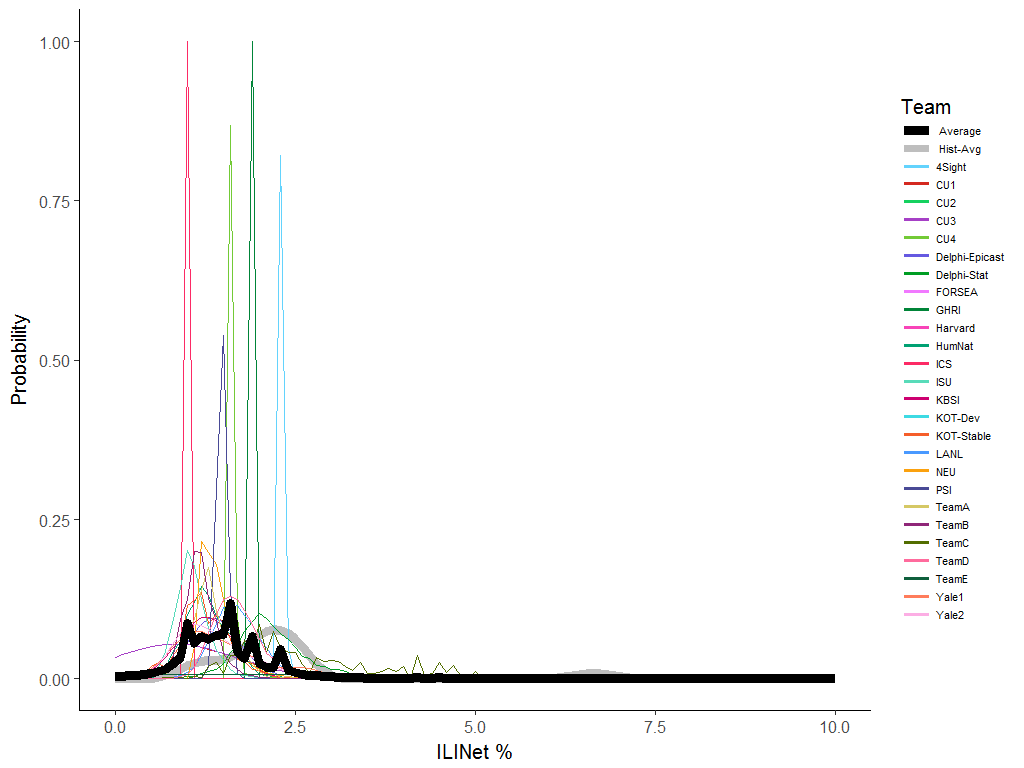 1.00
0.75
0.50
0.25
0.00
Probability
0.0 2.5 5.0 7.5 10.0
ILINet %
Team
Average
Hist-Avg
4Sight
CU1
CU2
CU3
CU4
Delphi-Epicast
Delphi-Stat
FORSEA
GHRI
Harvard
HumNat
ICS
ISU
KBSI
KOT-Dev
KOT-Stable
LANL
NEU
PSI
TeamA
TeamB
TeamC
TeamD
TeamE
Yale1
Yale2